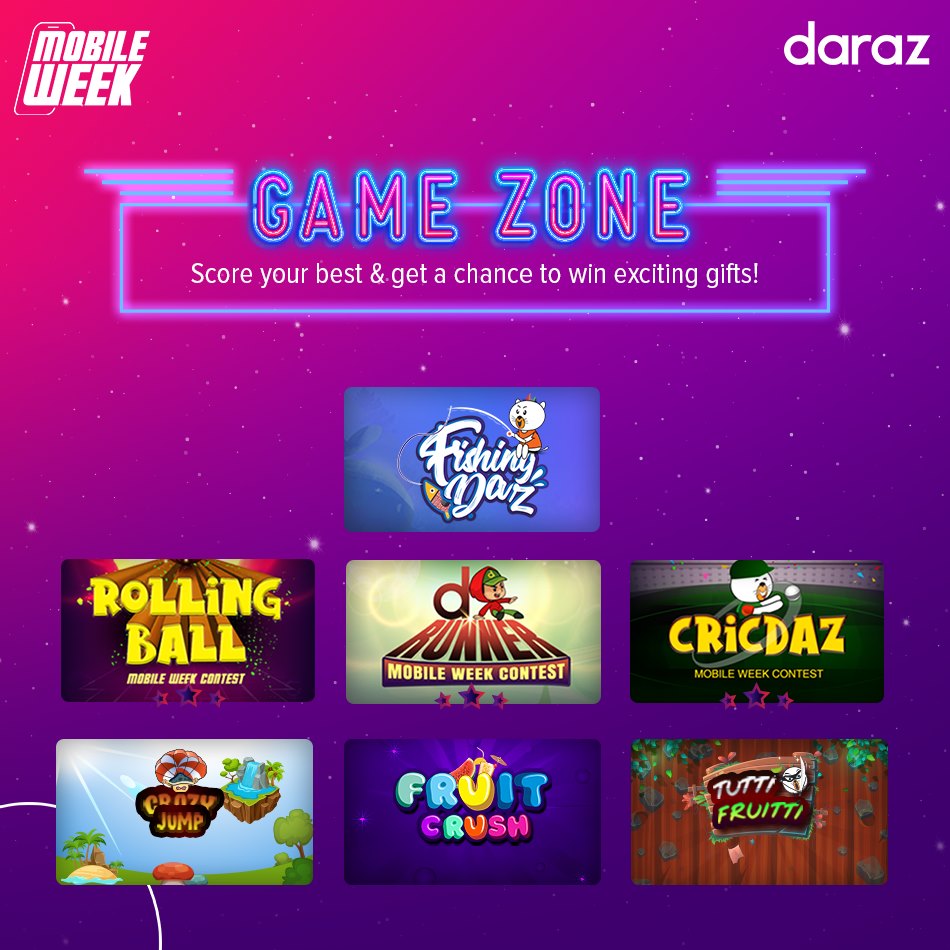 MOBILE
WEEK
daraz
GAME ZONE
Score your best & get a chance to win exciting gifts!
Fishing
Daz
ROLLiNG
BALL
MOBILE WEEK CONTEST
d
RUNNER
MOBILE WEEK CONTEST
CRiCDAZ
MOBILE WEEK CONTEST
CRAZY
JUMP
FRUIT
CRUSH
TUTTi
FRUiTTi